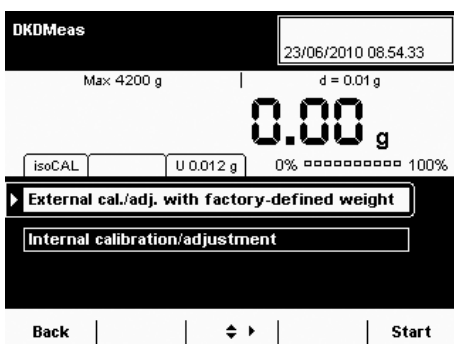 DKDMeas
23/06/2010 08.54.33
Max 4200 g d = 0.01 g
0.00 g
isoCAL U 0.012 g 0% 100%
External cal./adj. with factory-defined weight
Internal calibration/adjustment
Back Start